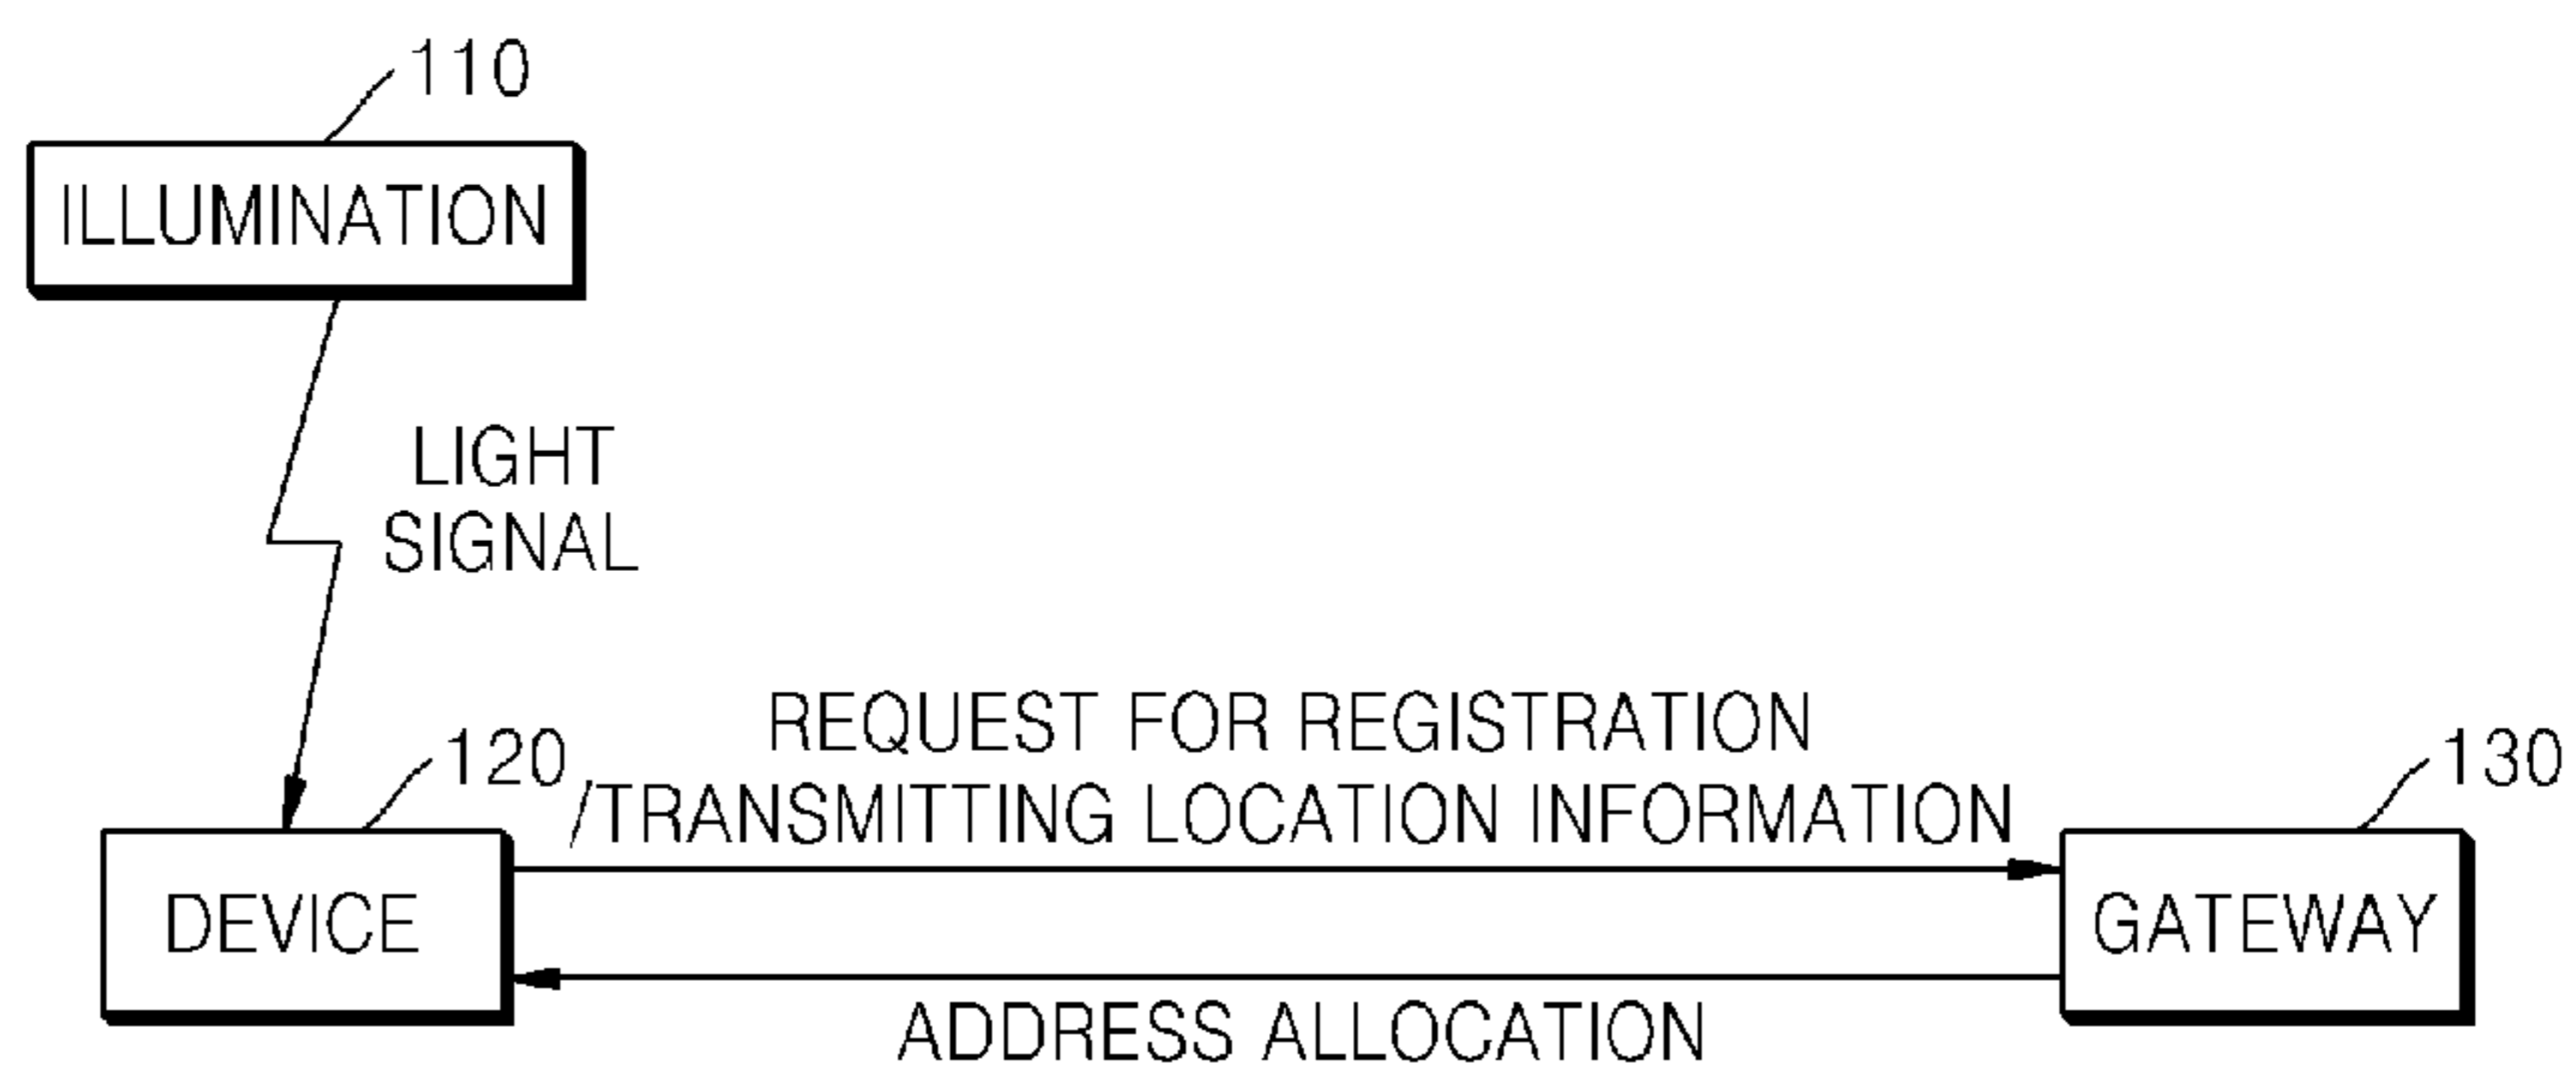 110
ILLUMINATION
LIGHT
SIGNAL
REQUEST FOR REGISTRATION
/TRANSMITTING LOCATION INFORMATION
120
130
DEVICE
GATEWAY
ADDRESS ALLOCATION